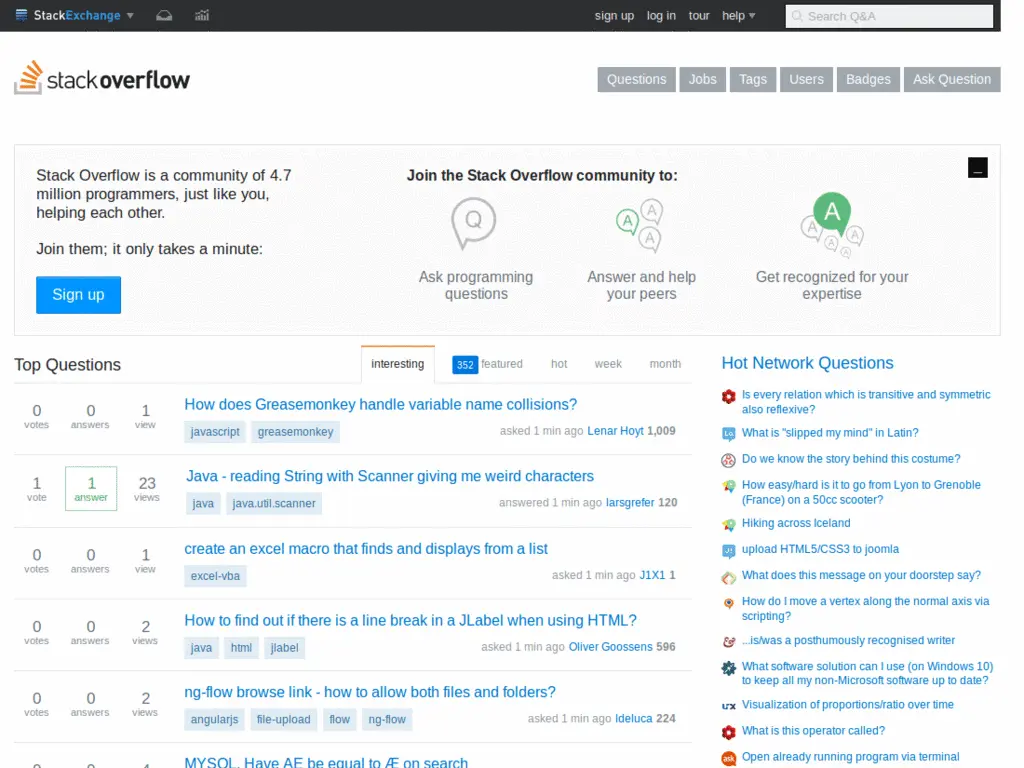 StackExchange
sign up log in tour help
Search Q&A
stackoverflow
Questions Jobs Tags Users Badges Ask Question
Stack Overflow is a community of 4.7
million programmers, just like you,
helping each other.
Join them; it only takes a minute:
Sign up
Join the Stack Overflow community to:
Q
Ask programming
questions
A A A
Answer and help
your peers
A A A A A
Get recognized for your
expertise
Top Questions
interesting 352 featured hot week month
0 votes 0 answers 1 view
How does Greasemonkey handle variable name collisions?
javascript greasemonkey
asked 1 min ago Lenar Hoyt 1,009
1 vote 1 answer 23 views
Java - reading String with Scanner giving me weird characters
java java.util.scanner
answered 1 min ago larsgrefer 120
0 votes 0 answers 1 view
create an excel macro that finds and displays from a list
excel-vba
asked 1 min ago J1X1 1
0 votes 0 answers 2 views
How to find out if there is a line break in a JLabel when using HTML?
java html jlabel
asked 1 min ago Oliver Goossens 596
0 votes 0 answers 2 views
ng-flow browse link - how to allow both files and folders?
angularjs file-upload flow ng-flow
asked 1 min ago ldeluca 224
MYSQL, Have AE be equal to Æ on search
Hot Network Questions
Is every relation which is transitive and symmetric
also reflexive?
What is "slipped my mind" in Latin?
Do we know the story behind this costume?
How easy/hard is it to go from Lyon to Grenoble
(France) on a 50cc scooter?
Hiking across Iceland
upload HTML5/CSS3 to joomla
What does this message on your doorstep say?
How do I move a vertex along the normal axis via
scripting?
...is/was a posthumously recognised writer
What software solution can I use (on Windows 10)
to keep all my non-Microsoft software up to date?
Visualization of proportions/ratio over time
What is this operator called?
Open already running program via terminal